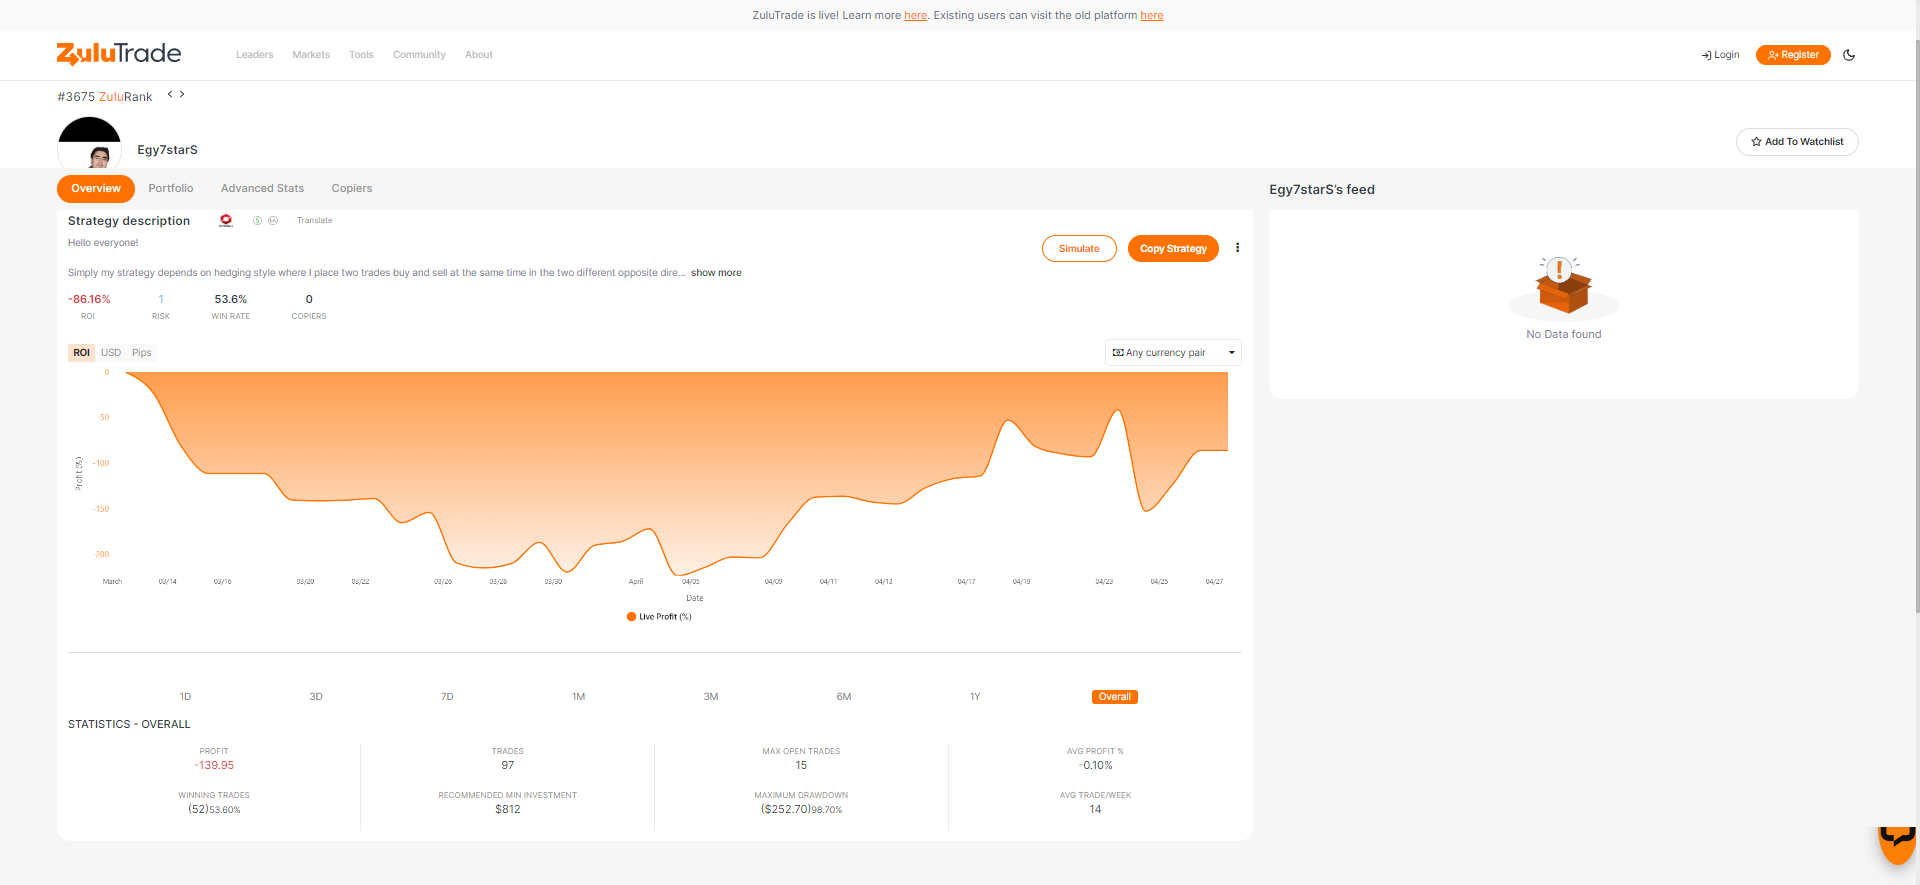 ZuluTrade is live! Learn more here. Existing users can visit the old platform here
ZuluTrade
Leaders Markets Tools Community About
Login Register
#3675 ZuluRank
Egy7starS
Add To Watchlist
Overview Portfolio Advanced Stats Copiers
Egy7starS's feed
Strategy description
EA
Translate
Hello everyone!
Simulate Copy Strategy
Simply my strategy depends on hedging style where I place two trades buy and sell at the same time in the two different opposite dire... show more
-86.16% 1 53.6% 0
ROI RISK WIN RATE COPIERS
No Data found
ROI USD Pips
Any currency pair
0
50
-100
-150
-200
Profit (%)
March 03/14 03/16 03/20 03/22 03/26 03/28 03/30 April 04/05 04/09 04/11 04/13 04/17 04/19 04/23 04/25 04/27
Date
Live Profit (%)
1D 3D 7D 1M 3M 6M 1Y Overall
STATISTICS - OVERALL
PROFIT TRADES MAX OPEN TRADES AVG PROFIT %
-139.95 97 15 -0.10%
WINNING TRADES RECOMMENDED MIN INVESTMENT MAXIMUM DRAWDOWN AVG TRADE/WEEK
(52)53.60% $812 ($252.70)98.70% 14